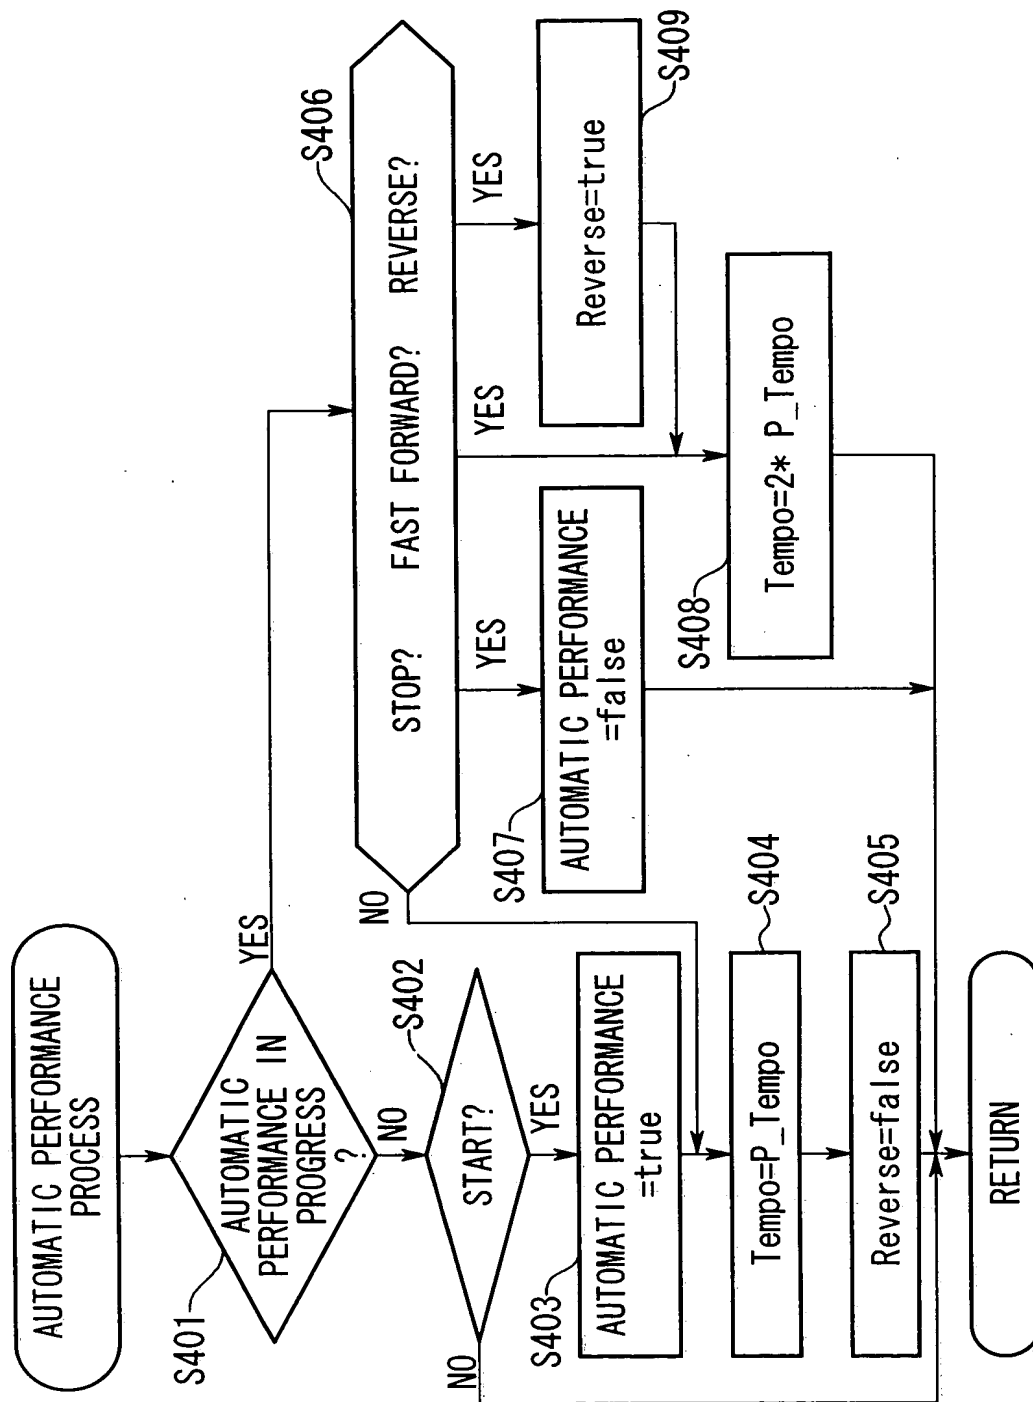 AUTOMATIC PERFORMANCE
PROCESS
S401
AUTOMATIC
PERFORMANCE IN
PROGRESS
?
YES
NO
S402
START?
NO
YES
S403
AUTOMATIC PERFORMANCE
=true
S404
Tempo=P_Tempo
S405
Reverse=false
RETURN
S406
STOP?
FAST FORWARD?
REVERSE?
NO
YES
YES
YES
S407
AUTOMATIC PERFORMANCE
=false
S408
Tempo=2* P_Tempo
S409
Reverse=true